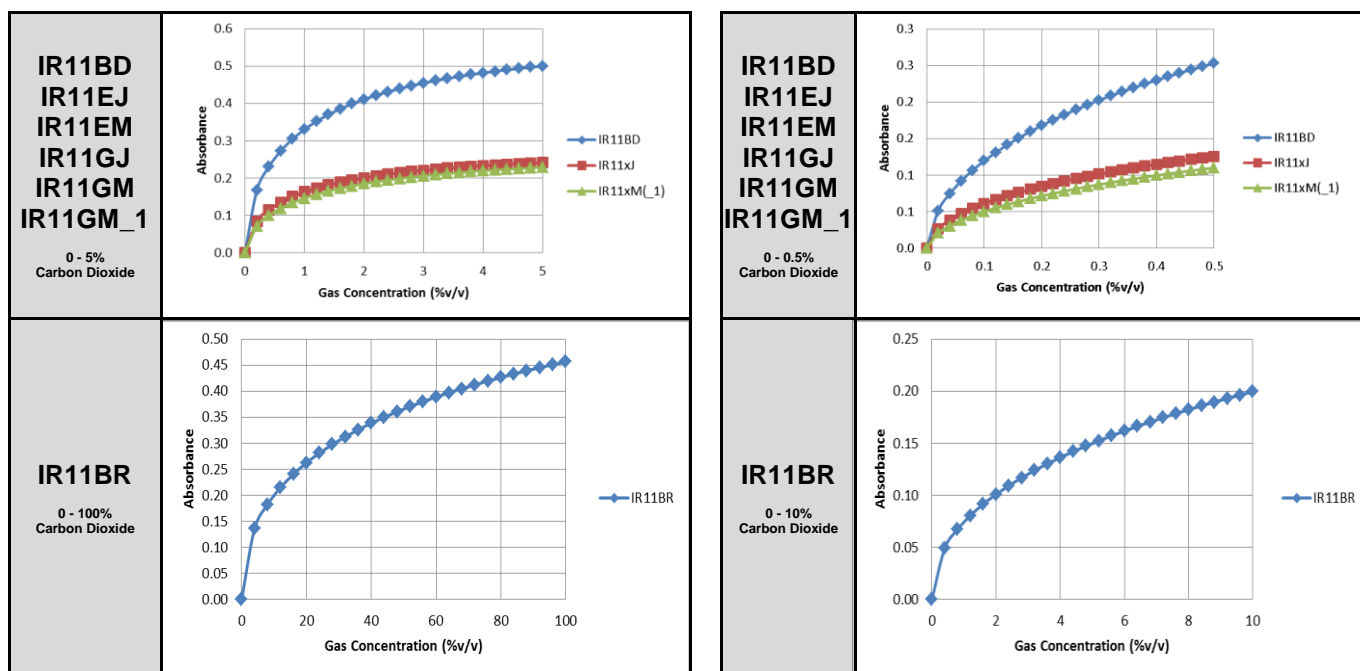 IR11BD
IR11EJ
IR11EM
IR11GJ
IR11GM
IR11GM_1
0 - 5%
Carbon Dioxide
0.6
0.5
0.4
0.3
0.2
0.1
0.0
Absorbance
0 1 2 3 4 5
Gas Concentration (%v/v)
IR11BD
IR11xJ
IR11xM(_1)
IR11BD
IR11EJ
IR11EM
IR11GJ
IR11GM
IR11GM_1
0 - 0.5%
Carbon Dioxide
0.3
0.3
0.2
0.2
0.1
0.1
0.0
Absorbance
0 0.1 0.2 0.3 0.4 0.5
Gas Concentration (%v/v)
IR11BD
IR11xJ
IR11xM(_1)
IR11BR
0 - 100%
Carbon Dioxide
0.50
0.45
0.40
0.35
0.30
0.25
0.20
0.15
0.10
0.05
0.00
Absorbance
0 20 40 60 80 100
Gas Concentration (%v/v)
IR11BR
IR11BR
0 - 10%
Carbon Dioxide
0.25
0.20
0.15
0.10
0.05
0.00
Absorbance
0 2 4 6 8 10
Gas Concentration (%v/v)
IR11BR